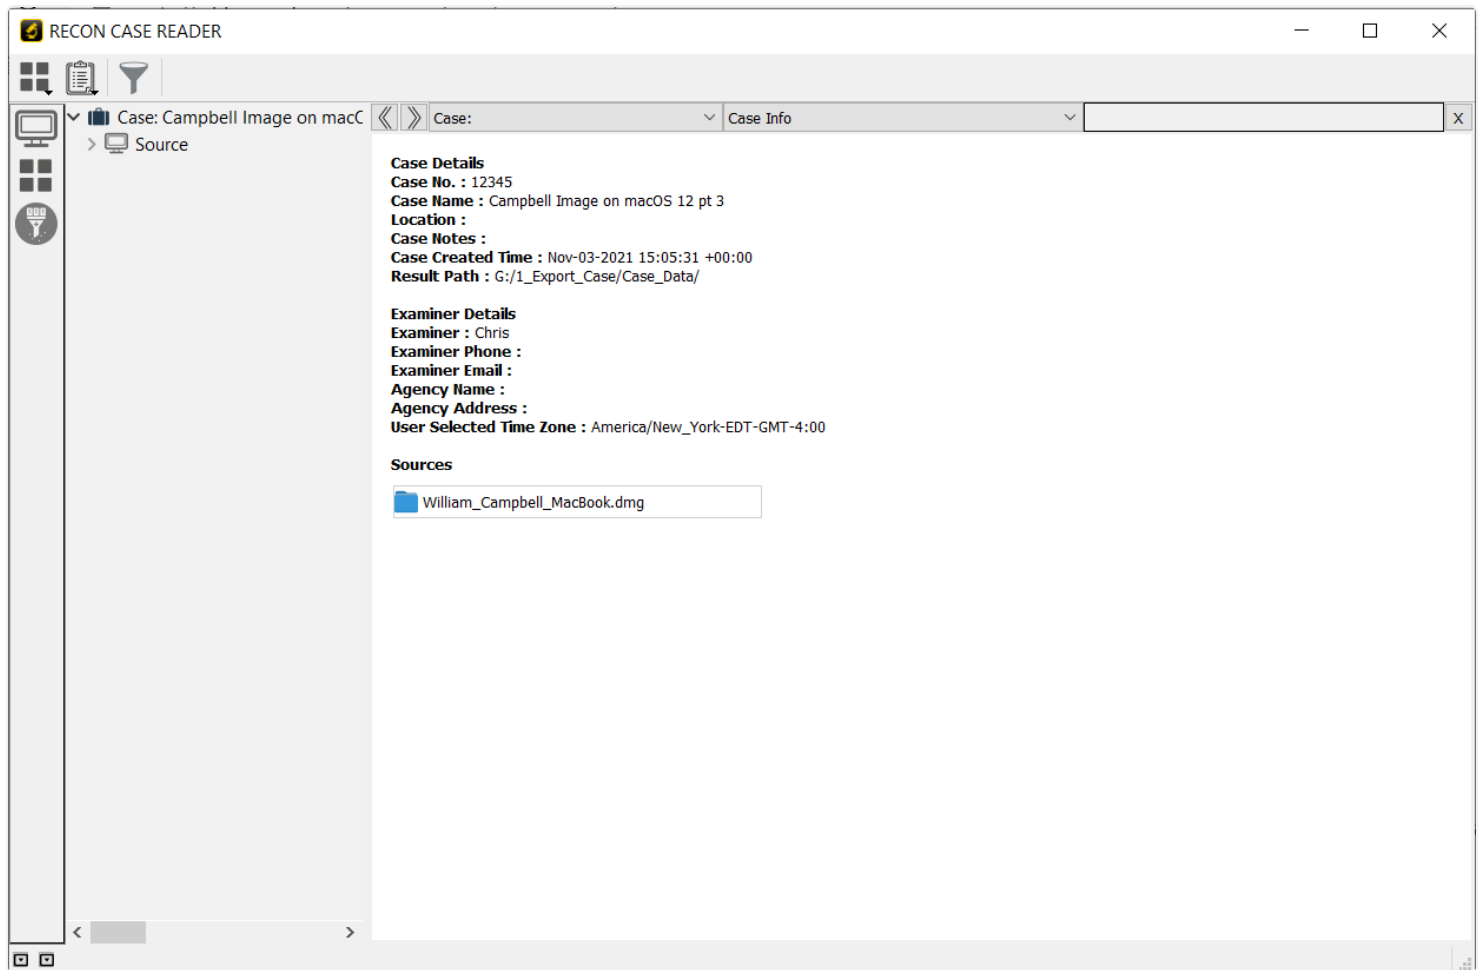 RECON CASE READER
Case: Campbell Image on macC
Source
Case:
Case Info
X
Case Details
Case No. : 12345
Case Name : Campbell Image on macOS 12 pt 3
Location :
Case Notes :
Case Created Time : Nov-03-2021 15:05:31 +00:00
Result Path : G:/1_Export_Case/Case_Data/
Examiner Details
Examiner : Chris
Examiner Phone :
Examiner Email :
Agency Name :
Agency Address :
User Selected Time Zone : America/New_York-EDT-GMT-4:00
Sources
William_Campbell_MacBook.dmg